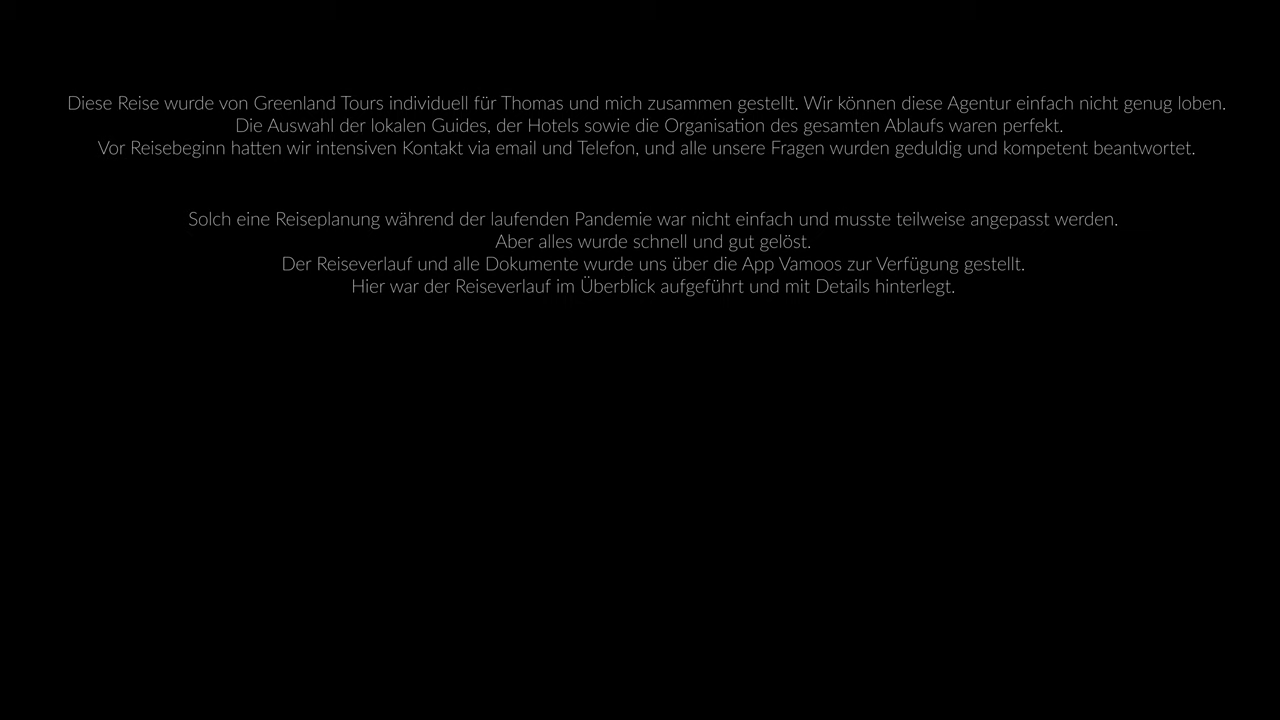 Diese Reise wurde von Greenland Tours individuell für Thomas und mich zusammen gestellt. Wir können diese Agentur einfach nicht genug loben.
Die Auswahl der lokalen Guides, der Hotels sowie die Organisation des gesamten Ablaufs waren perfekt.
Vor Reisebeginn hatten wir intensiven Kontakt via email und Telefon, und alle unsere Fragen wurden geduldig und kompetent beantwortet.
Solch eine Reiseplanung während der laufenden Pandemie war nicht einfach und musste teilweise angepasst werden.
Aber alles wurde schnell und gut gelöst.
Der Reiseverlauf und alle Dokumente wurde uns über die App Vamoos zur Verfügung gestellt.
Hier war der Reiseverlauf im Überblick aufgeführt und mit Details hinterlegt.